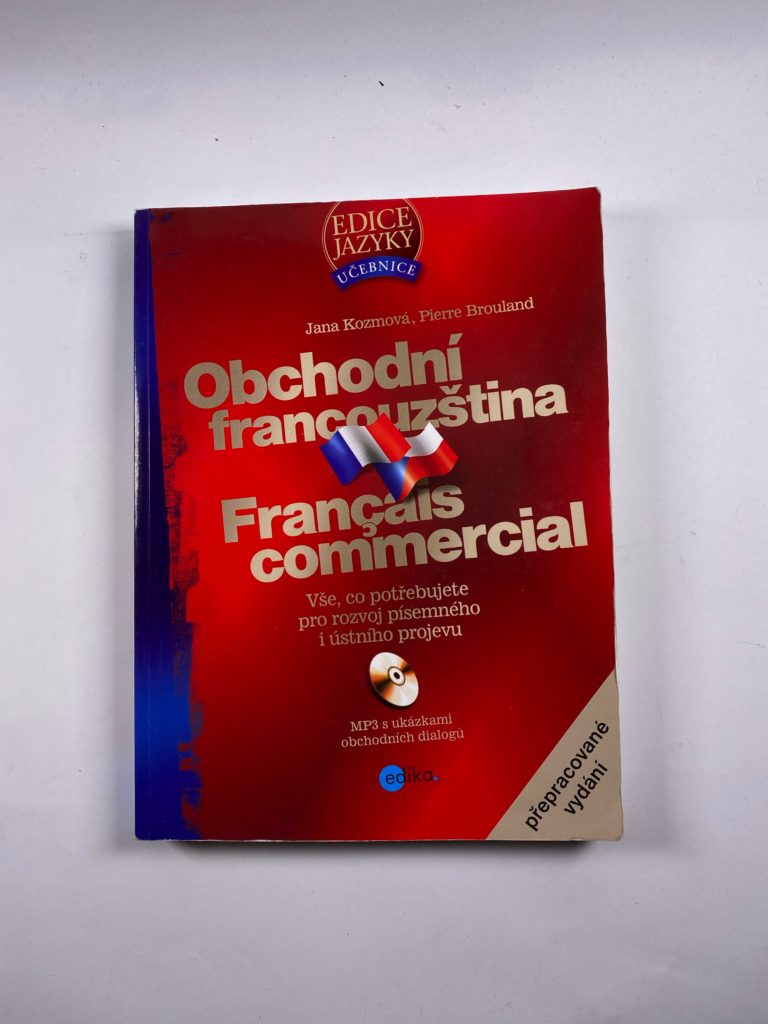 EDICE
JAZYKY
UČEBNICE
Jana Kozmová, Pierre Brouland
Obchodní
francouzština
Français
commercial
Vše, co potřebujete
pro rozvoj písemného
i ústního projevu
MP3 s ukázkami
obchodních dialogů
edika.
přepracované
vydání